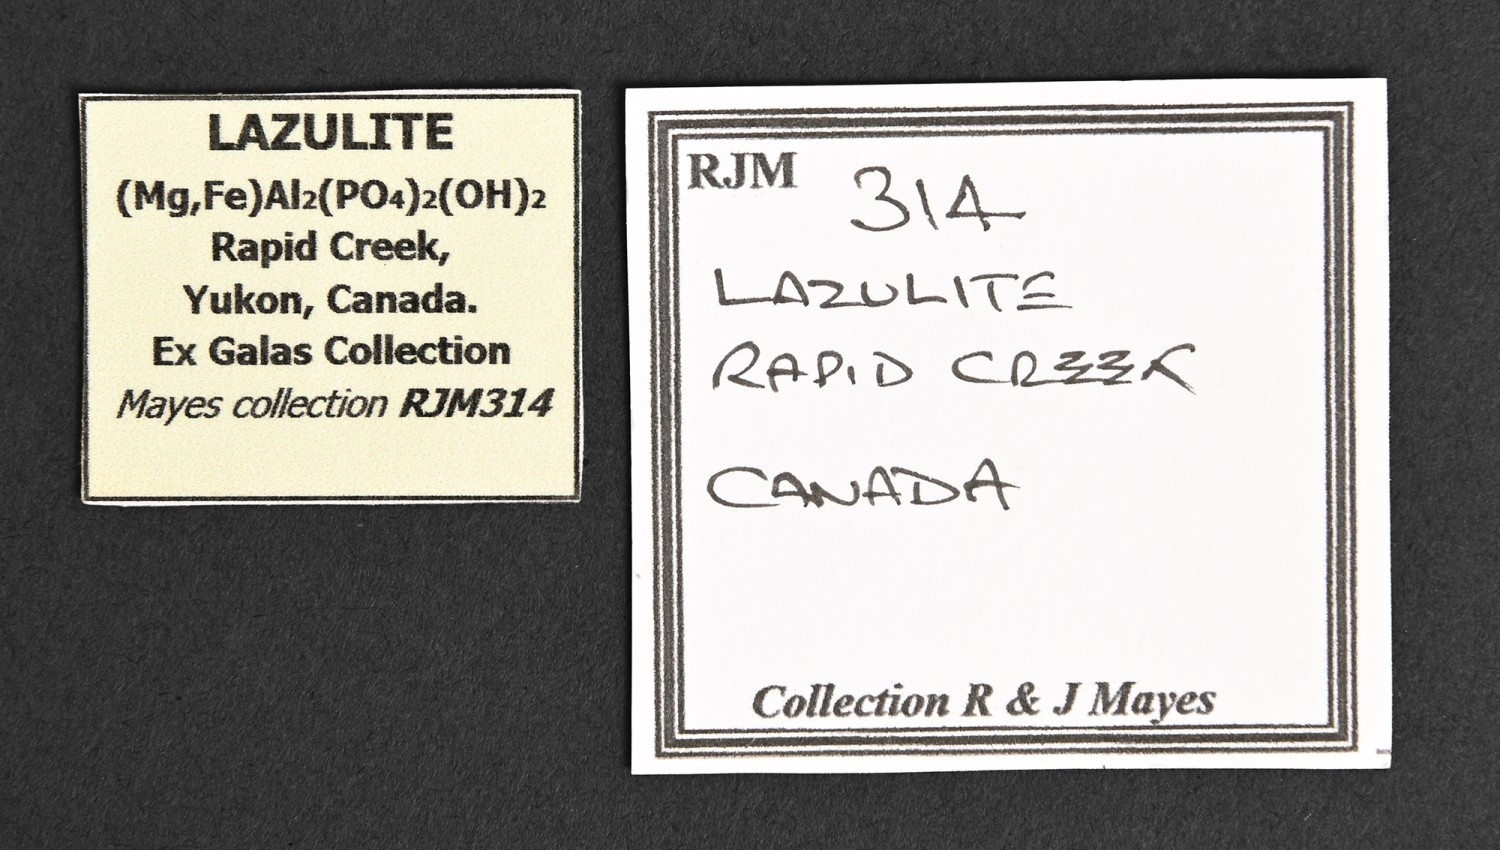 LAZULITE
(Mg,Fe)Al₂(PO₄)₂(OH)₂
Rapid Creek,
Yukon, Canada.
Ex Galas Collection
Mayes collection RJM314
RJM 314
LAZULITE
RAPID CREEK
CANADA
Collection R & J Mayes